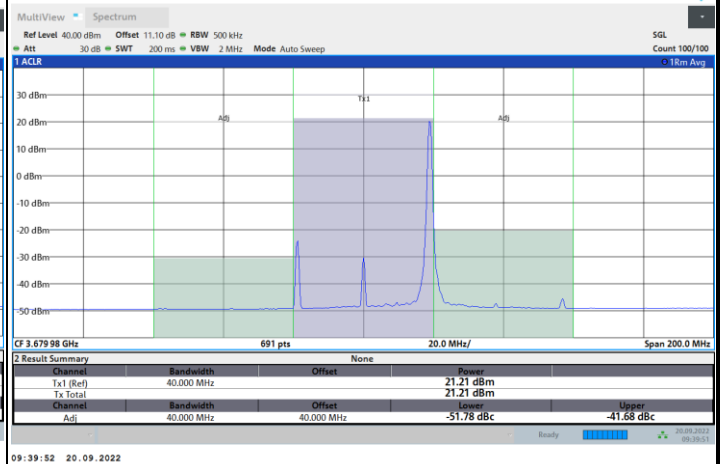 MultiView Spectrum
Ref Level 40.00 dBm Offset 11.10 dB RBW 500 kHz SGL
Att 30 dB SWT 200 ms VBW 2 MHz Mode Auto Sweep Count 100/100
1 ACLR 1Rm Avg
30 dBm
Tx1
20 dBm
Adj Adj
10 dBm
0 dBm
-10 dBm
-20 dBm
-30 dBm
-40 dBm
-50 dBm
CF 3.679 98 GHz 691 pts 20.0 MHz/ Span 200.0 MHz
2 Result Summary None
Channel Bandwidth Offset Power
Tx1 (Ref) 40.000 MHz 21.21 dBm
Tx Total 21.21 dBm
Channel Bandwidth Offset Lower Upper
Adj 40.000 MHz 40.000 MHz -51.78 dBc -41.68 dBc
Ready 20.09.2022
09:39:51
09:39:52 20.09.2022